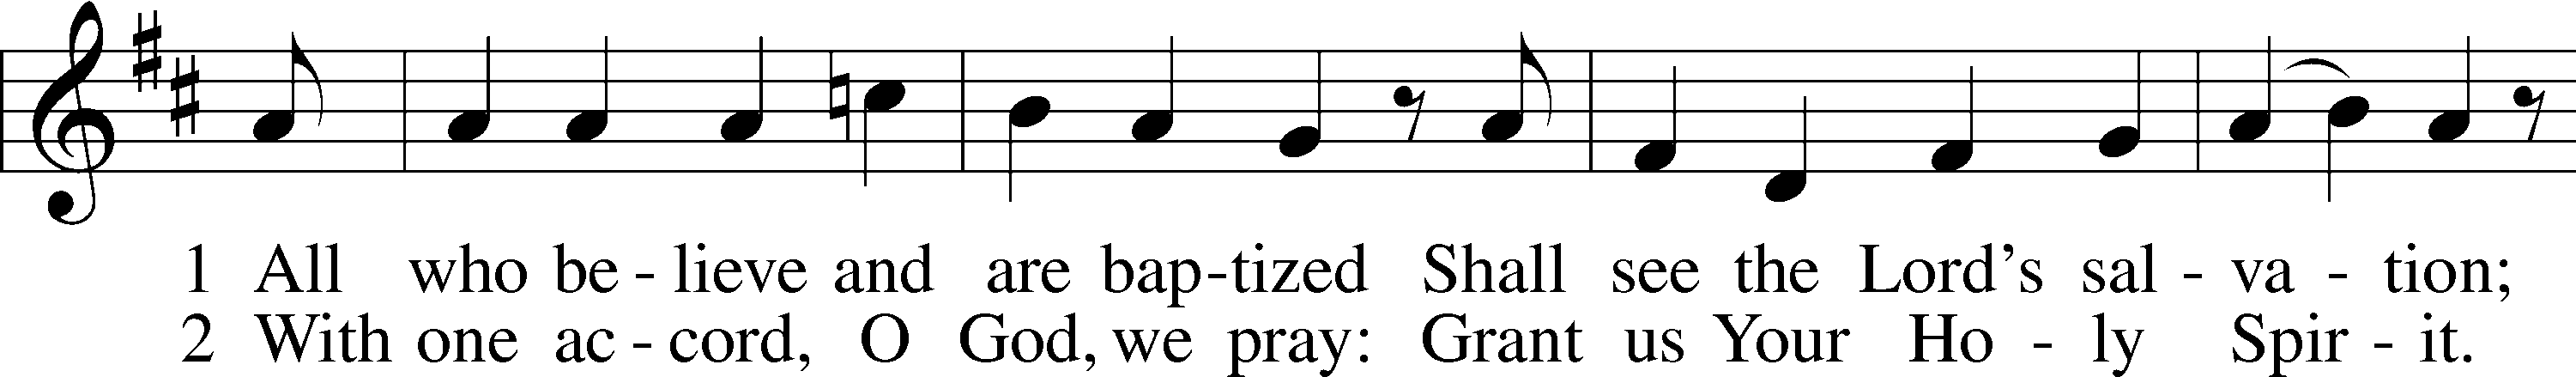 1 All who be - lieve and are bap-tized Shall see the Lord’s sal - va - tion;
2 With one ac - cord, O God, we pray: Grant us Your Ho - ly Spir - it.